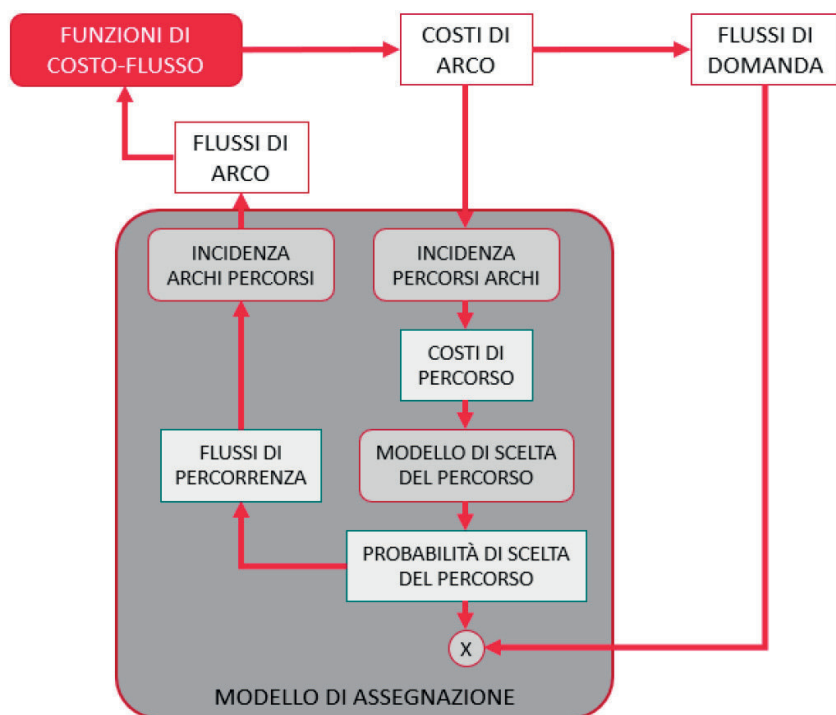 FUNZIONI DI
COSTO-FLUSSO
COSTI DI
ARCO
FLUSSI DI
DOMANDA
FLUSSI DI
ARCO
INCIDENZA
ARCHI PERCORSI
INCIDENZA
PERCORSI ARCHI
COSTI DI
PERCORSO
FLUSSI DI
PERCORRENZA
MODELLO DI SCELTA
DEL PERCORSO
PROBABILITÀ DI SCELTA
DEL PERCORSO
X
MODELLO DI ASSEGNAZIONE